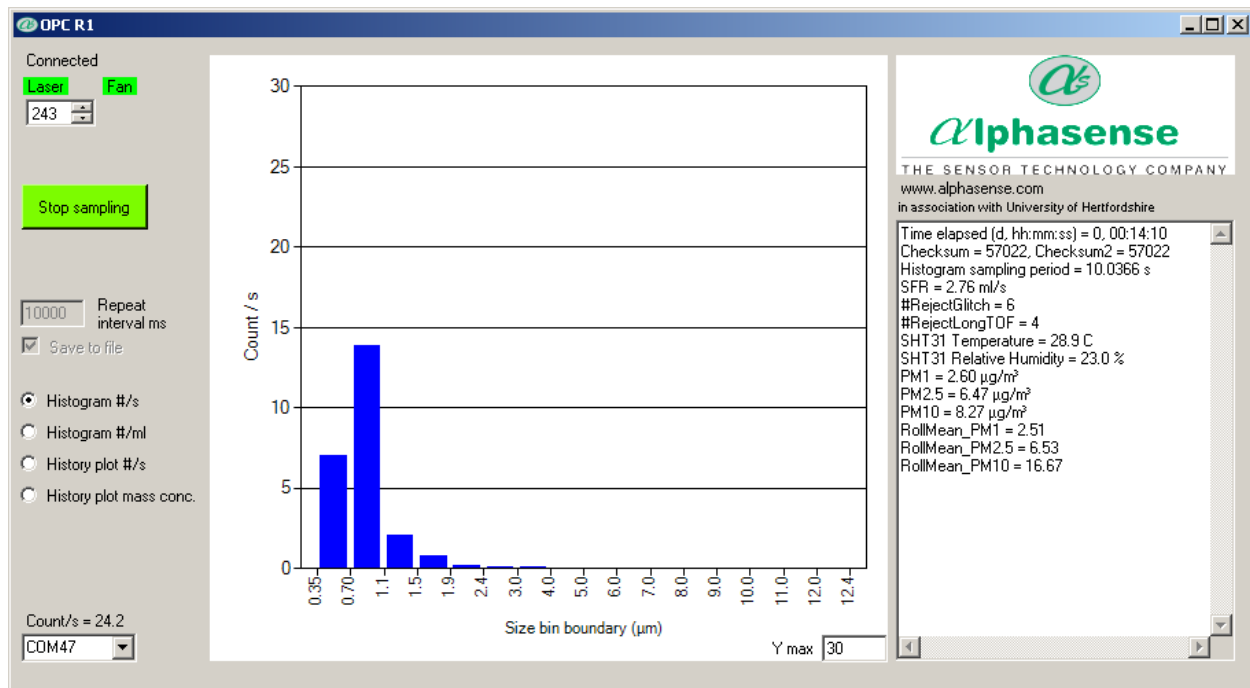 OPC R1
Connected
Laser Fan
243
Stop sampling
10000 Repeat
interval ms
Save to file
Histogram #/s
Histogram #/ml
History plot #/s
History plot mass conc.
Count/s = 24.2
COM47
30
25
20
15
10
5
0
Count / s
0.35 0.70 1.1 1.5 1.9 2.4 3.0 4.0 5.0 6.0 7.0 8.0 9.0 10.0 11.0 12.0 12.4
Size bin boundary (µm)
Y max 30
αs
αlphasense
THE SENSOR TECHNOLOGY COMPANY
www.alphasense.com
in association with University of Hertfordshire
Time elapsed (d, hh:mm:ss) = 0, 00:14:10
Checksum = 57022, Checksum2 = 57022
Histogram sampling period = 10.0366 s
SFR = 2.76 ml/s
#RejectGlitch = 6
#RejectLongTOF = 4
SHT31 Temperature = 28.9 C
SHT31 Relative Humidity = 23.0 %
PM1 = 2.60 µg/m³
PM2.5 = 6.47 µg/m³
PM10 = 8.27 µg/m³
RollMean_PM1 = 2.51
RollMean_PM2.5 = 6.53
RollMean_PM10 = 16.67